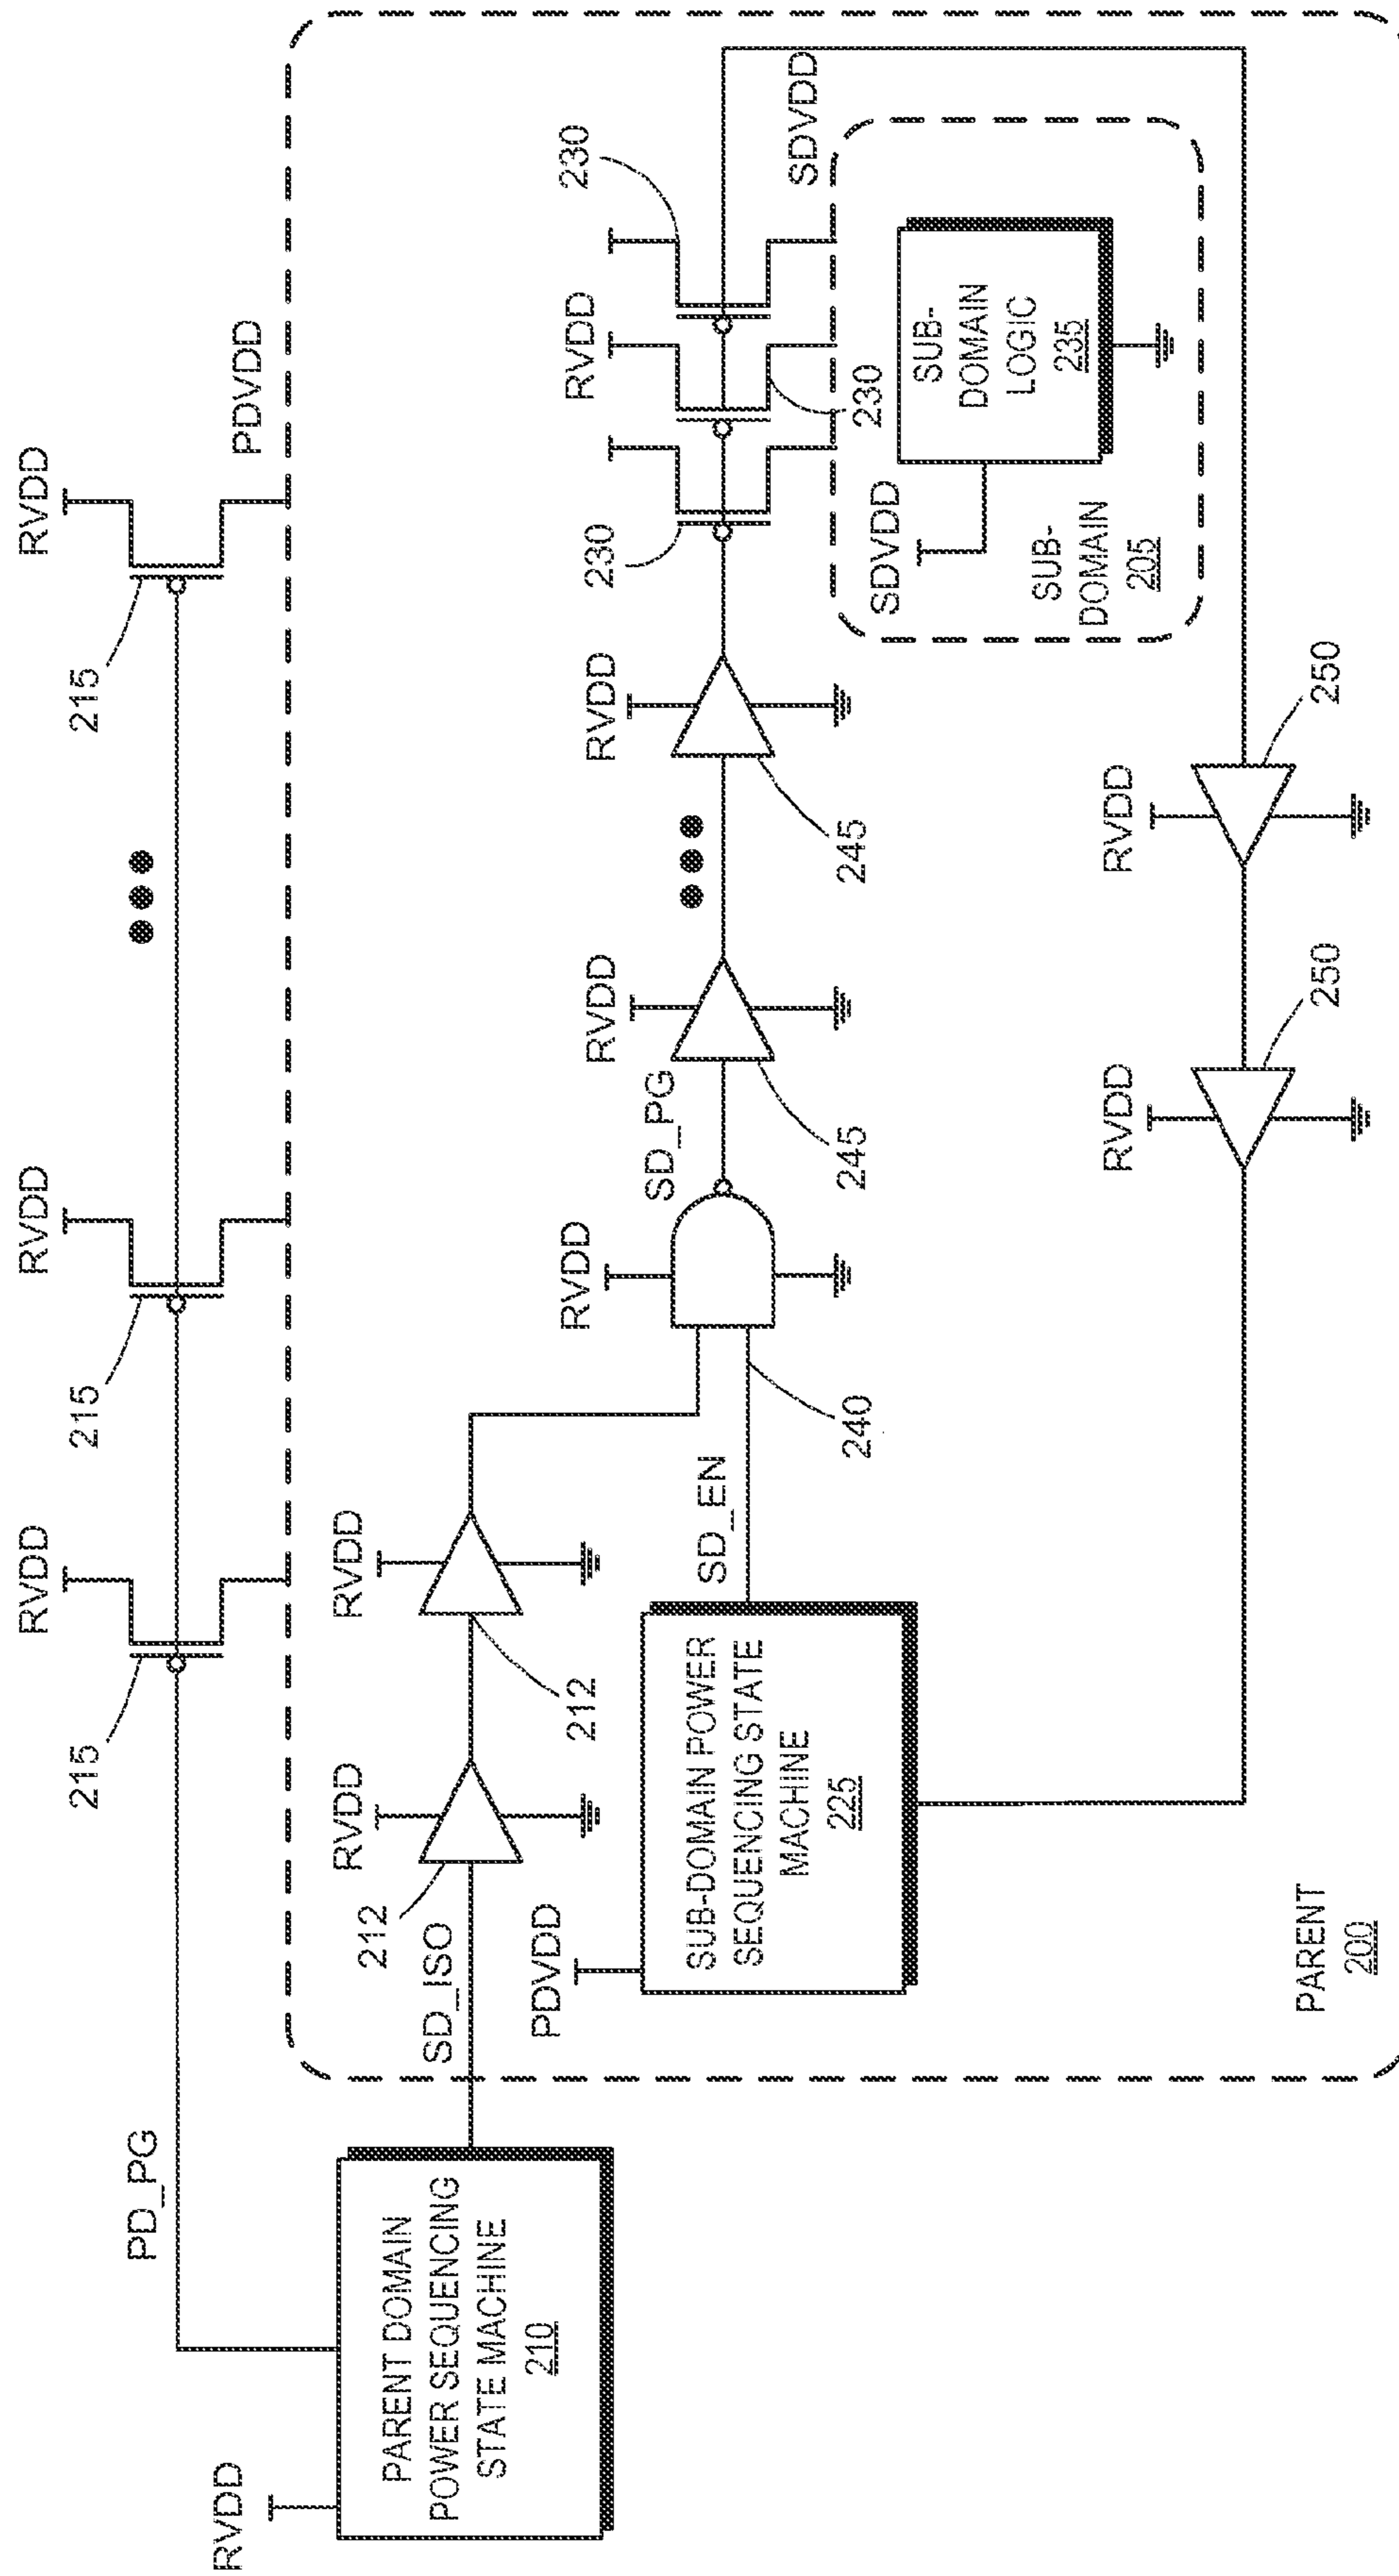 RVDD
PARENT DOMAIN
POWER SEQUENCING
STATE MACHINE
210
PD_PG
215
RVDD
215
RVDD
215
RVDD
PDVDD
SD_ISO
212
RVDD
212
RVDD
PDVDD
SUB-DOMAIN POWER
SEQUENCING STATE
MACHINE
225
SD_EN
240
RVDD
SD_PG
245
RVDD
245
RVDD
230
RVDD
230
230
SDVDD
SDVDD
SUB-
DOMAIN
LOGIC
235
SUB-
DOMAIN
205
RVDD
250
RVDD
250
PARENT
200